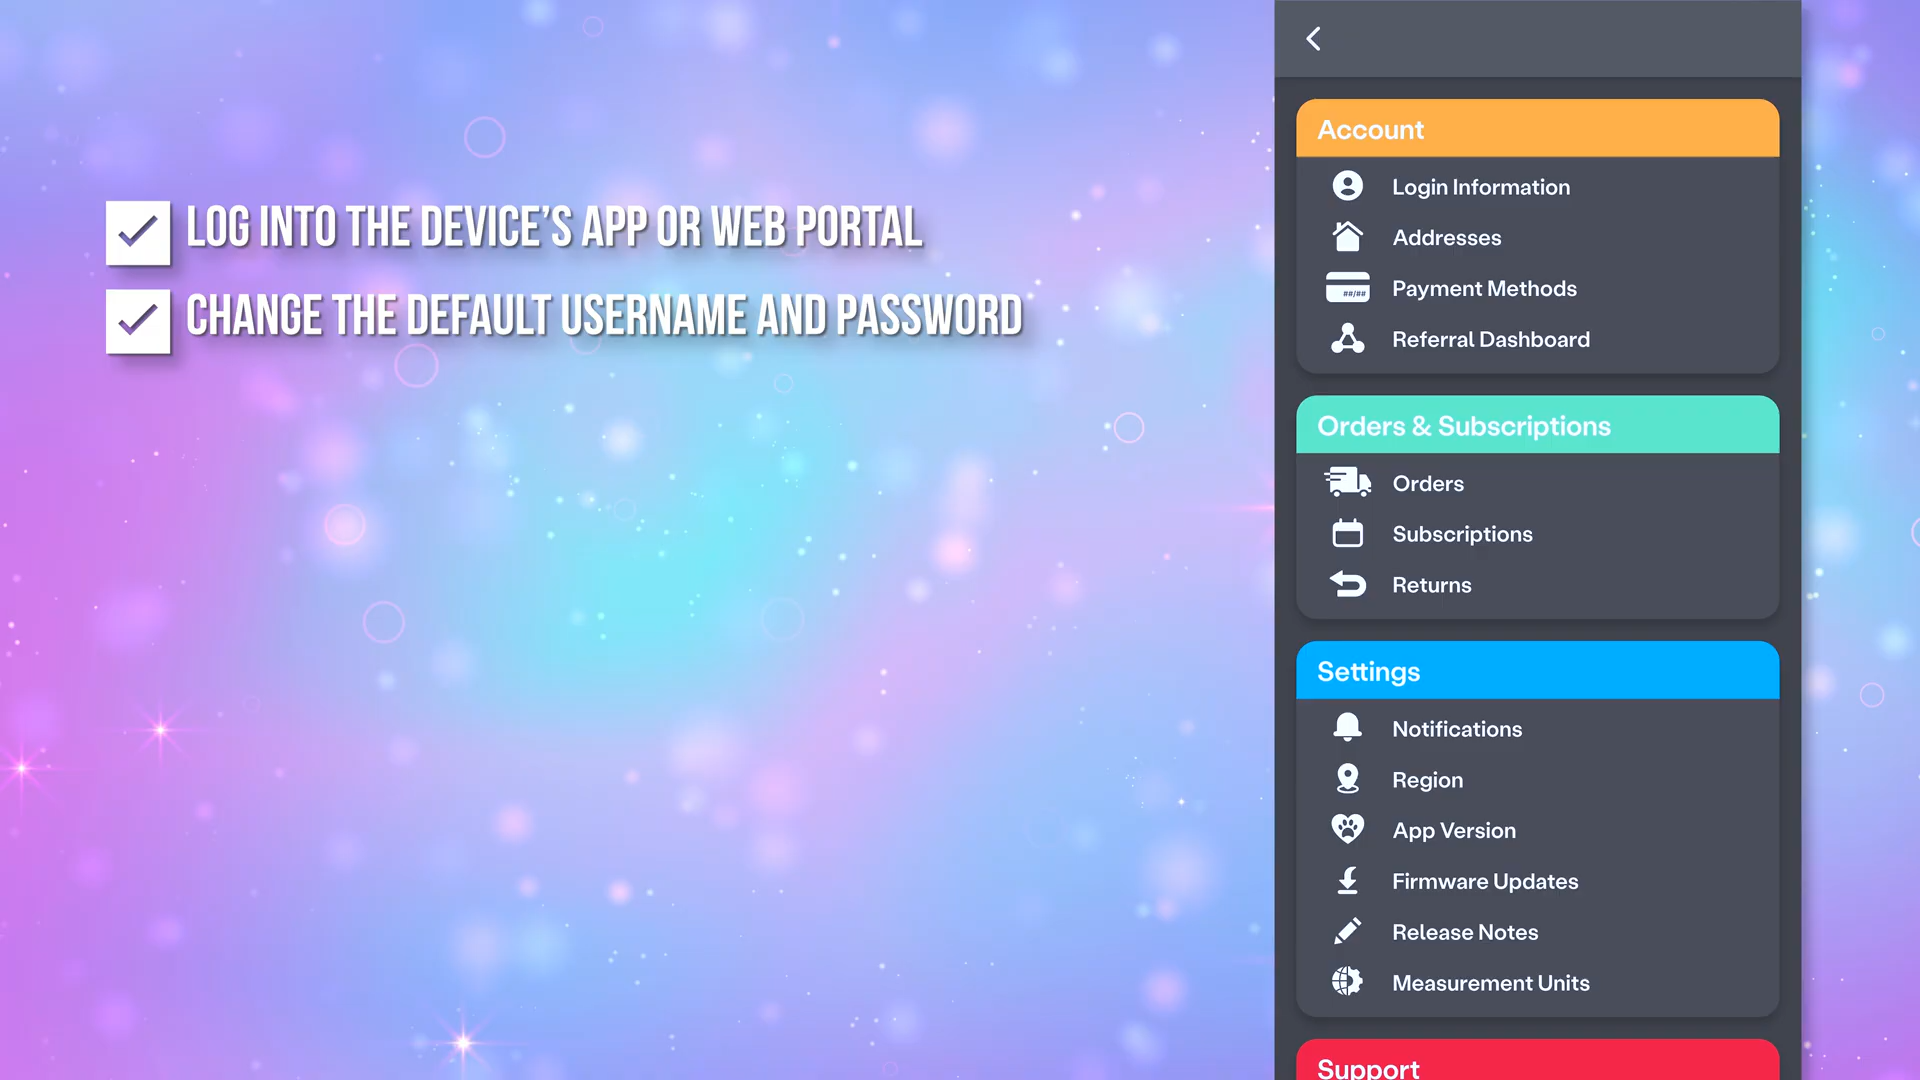 LOG INTO THE DEVICE'S APP OR WEB PORTAL
CHANGE THE DEFAULT USERNAME AND PASSWORD
Account
Login Information
Addresses
##/##
Payment Methods
Referral Dashboard
Orders & Subscriptions
Orders
Subscriptions
Returns
Settings
Notifications
Region
App Version
Firmware Updates
Release Notes
Measurement Units
Support